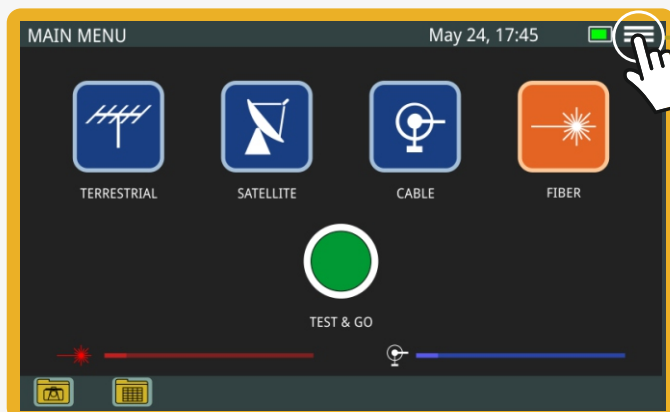 MAIN MENU May 24, 17:45
TERRESTRIAL SATELLITE CABLE FIBER
TEST & GO